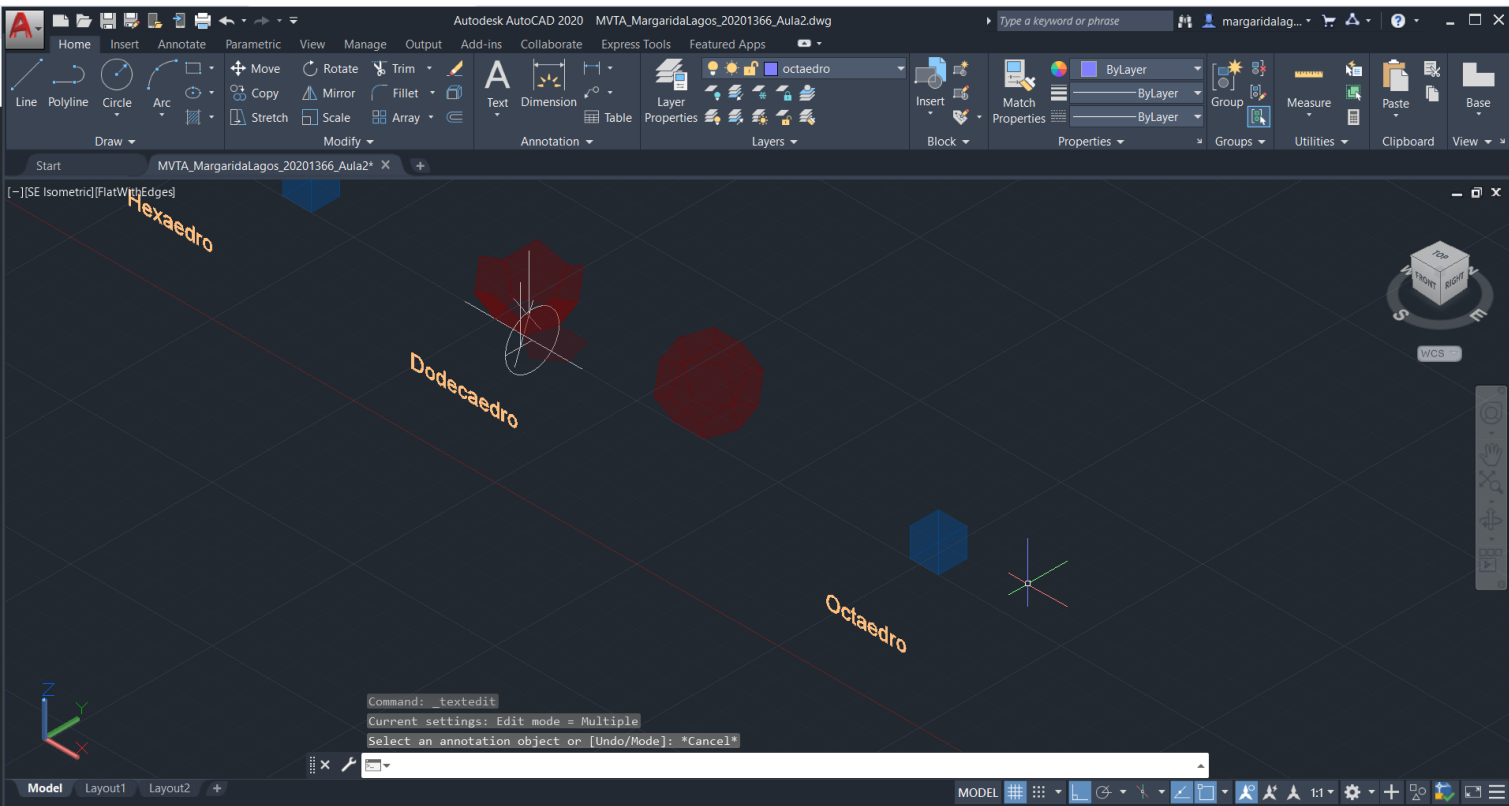 Autodesk AutoCAD 2020 MVTA_MargaridaLagos_20201366_Aula2.dwg
Type a keyword or phrase
margaridalag...
Home Insert Annotate Parametric View Manage Output Add-ins Collaborate Express Tools Featured Apps
Line Polyline Circle Arc
Draw
Move Rotate Trim
Copy Mirror Fillet
Stretch Scale Array
Modify
Text Dimension Table
Annotation
Layer Properties
octaedro
Layers
Insert
Block
Match Properties
ByLayer
ByLayer
ByLayer
Properties
Group
Groups
Measure
Utilities
Paste
Clipboard
Base
View
Start MVTA_MargaridaLagos_20201366_Aula2*
[−][SE Isometric][FlatWithEdges]
Hexaedro
TOP
FRONT RIGHT
W N
S E
WCS
Dodecaedro
Octaedro
Z
Y
X
Command: _textedit
Current settings: Edit mode = Multiple
Select an annotation object or [Undo/Mode]: *Cancel*
Model Layout1 Layout2
MODEL 1:1